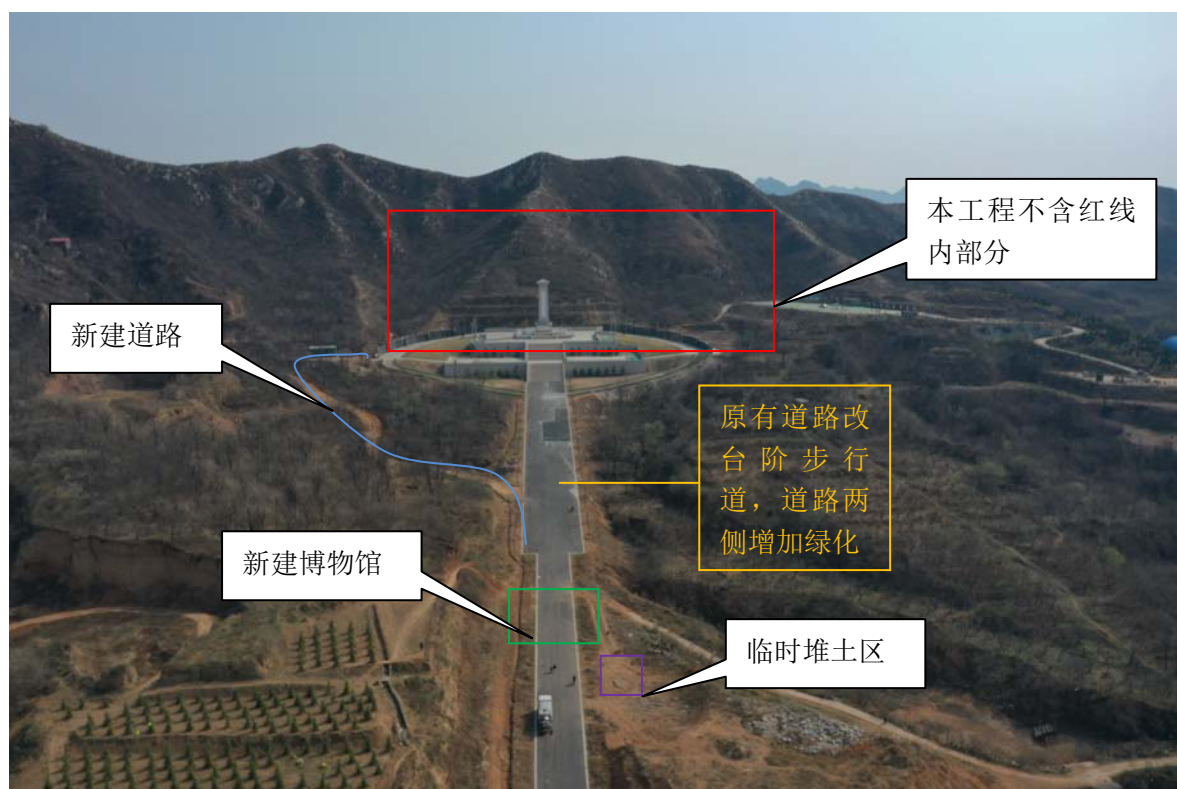 本工程不含红线
内部分
新建道路
原有道路改
台阶步行
道，道路两
侧增加绿化
新建博物馆
临时堆土区